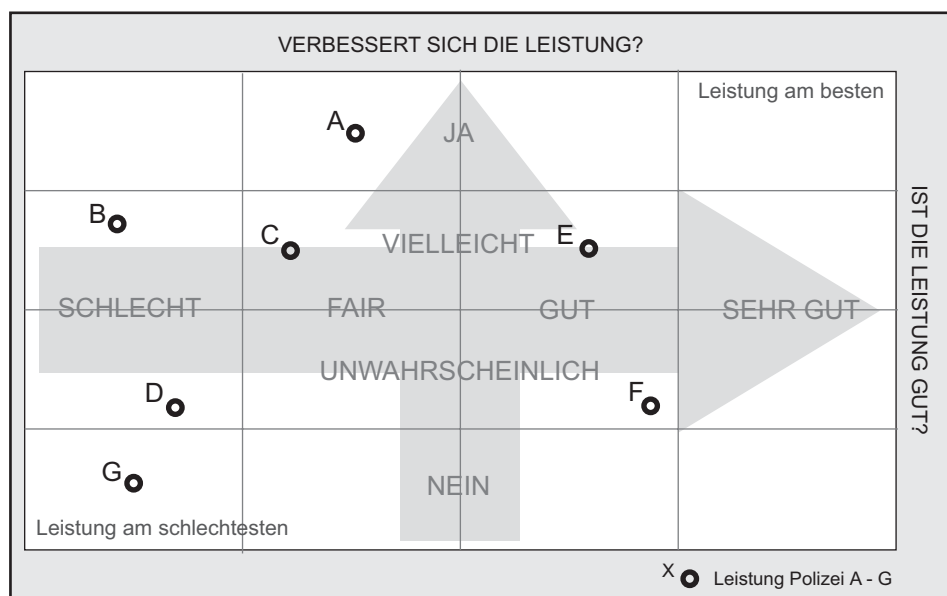 VERBESSERT SICH DIE LEISTUNG?
Leistung am besten
A
JA
B
C
VIELLEICHT
E
IST DIE LEISTUNG GUT?
SCHLECHT
FAIR
GUT
SEHR GUT
UNWAHRSCHEINLICH
D
F
G
NEIN
Leistung am schlechtesten
X Leistung Polizei A - G